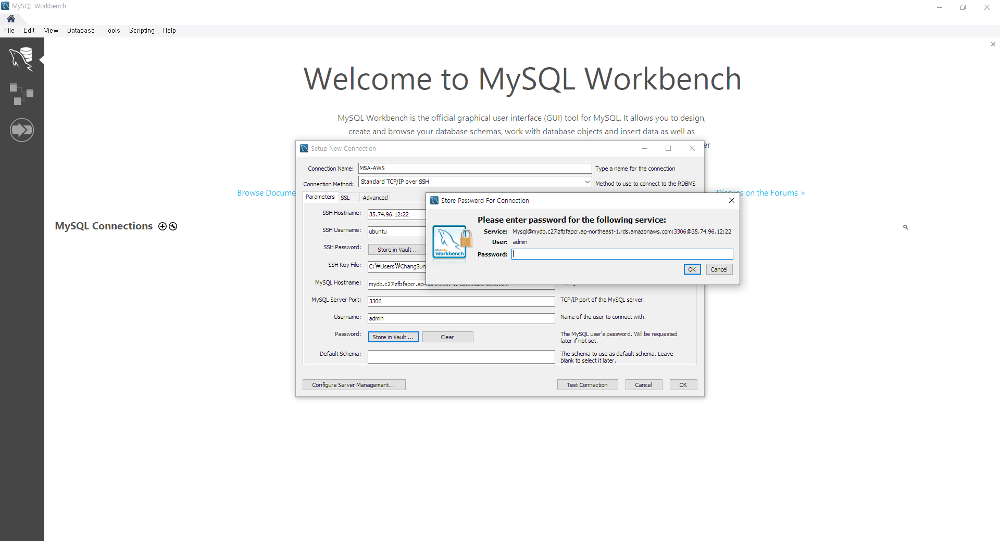 MySQL Workbench
File Edit View Database Tools Scripting Help
Welcome to MySQL Workbench
MySQL Workbench is the official graphical user interface (GUI) tool for MySQL. It allows you to design,
create and browse your database schemas, work with database objects and insert data as well as
er
Browse Docume
Discuss on the Forums >
MySQL Connections
Setup New Connection
Connection Name: MSA-AWS Type a name for the connection
Connection Method: Standard TCP/IP over SSH Method to use to connect to the RDBMS
Parameters SSL Advanced
SSH Hostname: 35.74.96.12:22
SSH Username: ubuntu
SSH Password: Store in Vault ...
SSH Key File: C:₩Users₩ChangSun
MySQL Hostname: mydb.c27izfbfapcr.ap-northeast-1.rds.amazonaws.com
MySQL Server Port: 3306 TCP/IP port of the MySQL server.
Username: admin Name of the user to connect with.
Password: Store in Vault ... Clear The MySQL user's password. Will be requested
later if not set.
Default Schema: The schema to use as default schema. Leave
blank to select it later.
Configure Server Management... Test Connection Cancel OK
Store Password For Connection
Please enter password for the following service:
Service: Mysql@mydb.c27izfbfapcr.ap-northeast-1.rds.amazonaws.com:3306@35.74.96.12:22
User: admin
Password:
MySQL
Workbench
OK Cancel